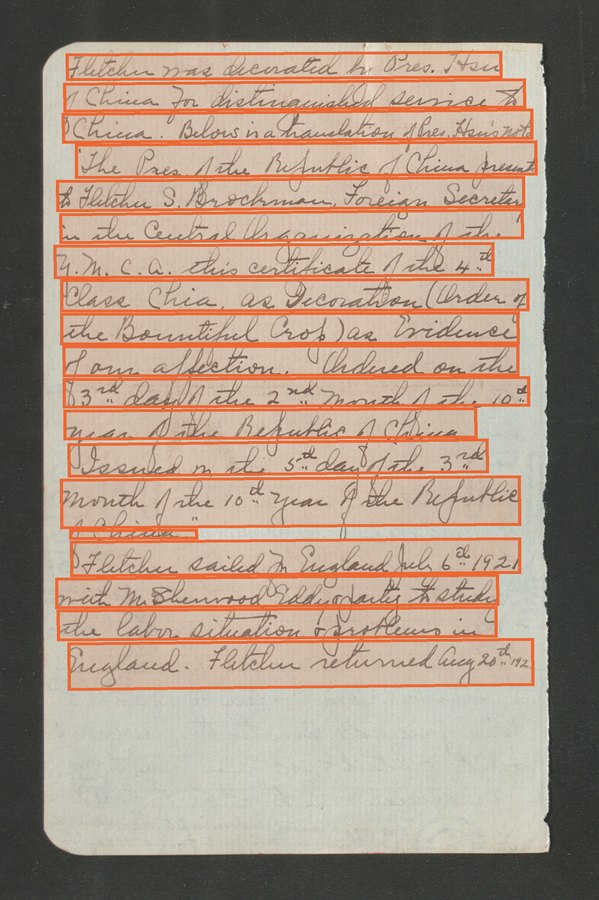 Fletcher was decorated by Pres. Hsu
of China for distinguished service to
China. Below is a translation of Pres. Hsu's note
"The Pres. of the Republic of China presents
to Fletcher S. Brockman, Foreign Secretary
in the Central Organization of the
Y. M. C. A. this certificate of the 4th
Class Chia, as Decoration (Order of
the Bountiful Crop) as Evidence
of our affection. Ordered on the
3rd day of the 2nd Month of the 10th
year of the Republic of China
Issued on the 5th day of the 3rd
Month of the 10th year of the Republic
of China"
Fletcher sailed for England July 6th 1921
with Mr Sherwood Eddy's party to study
the labor situation & problems in
England. Fletcher returned Aug 20th 192